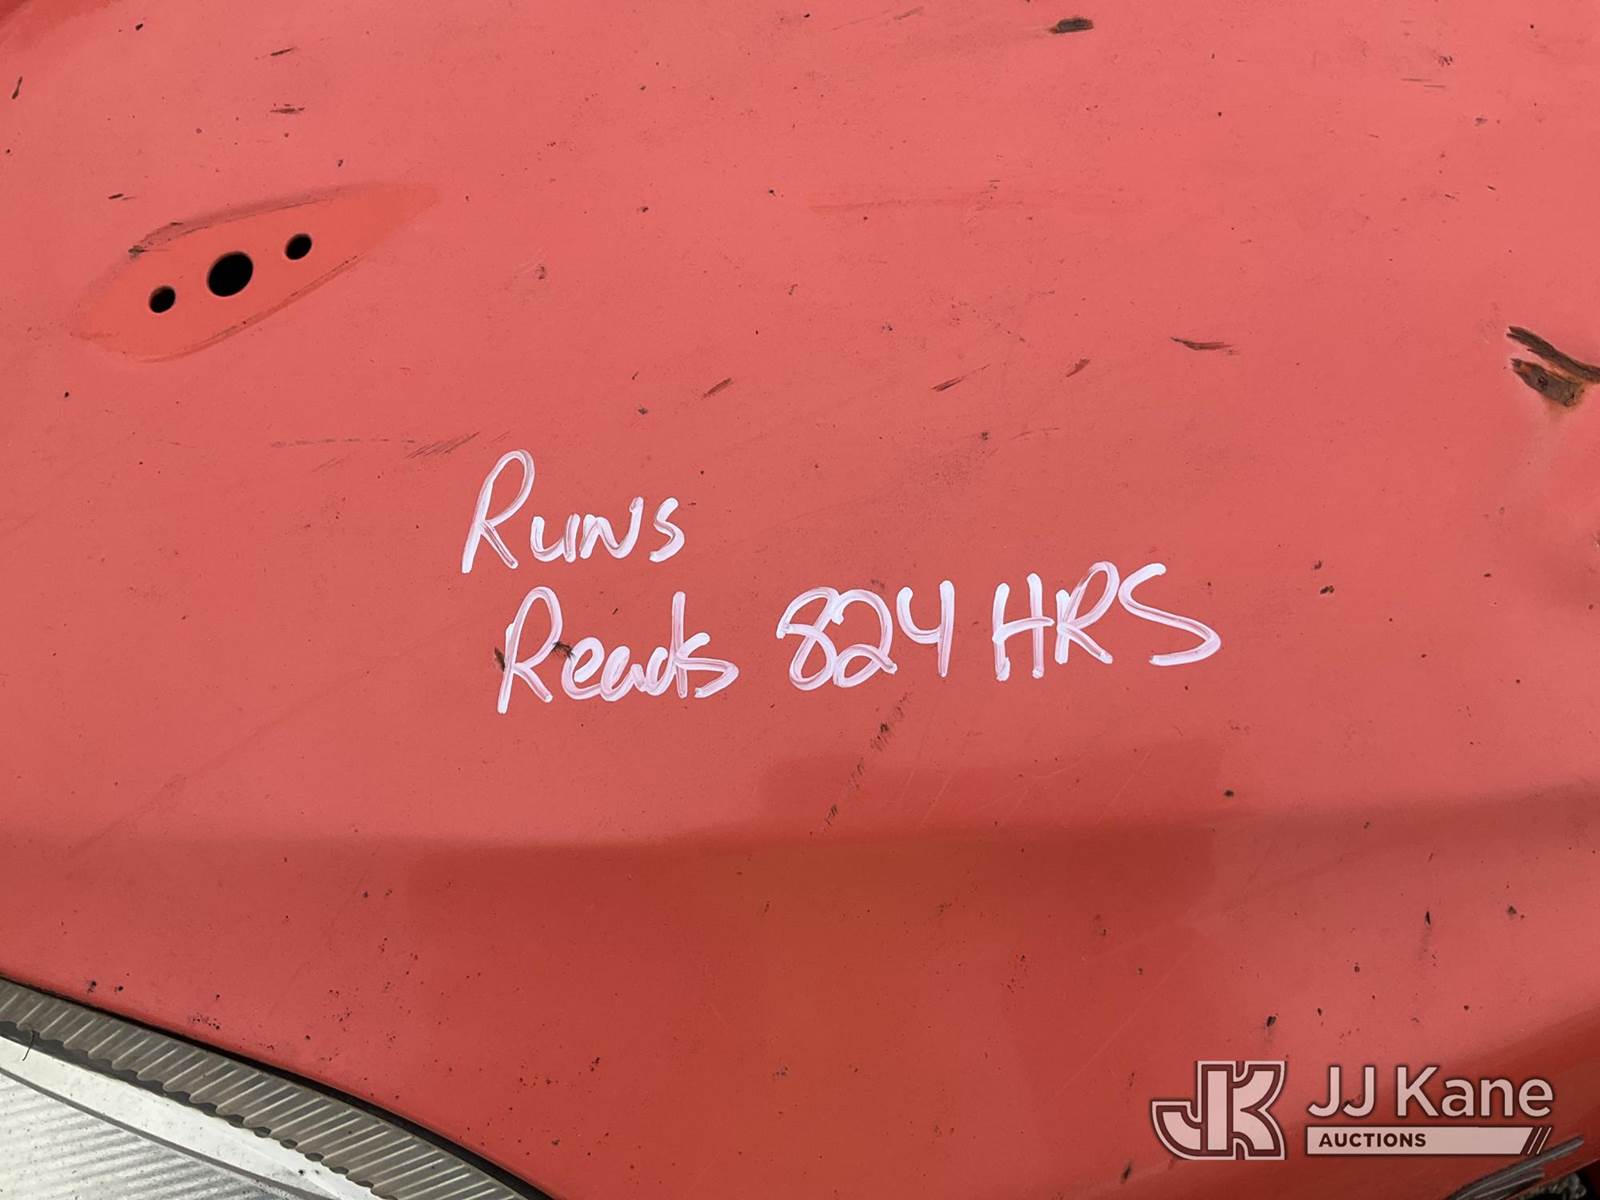 Runs
Reads 824 HRS
JK JJ Kane
AUCTIONS